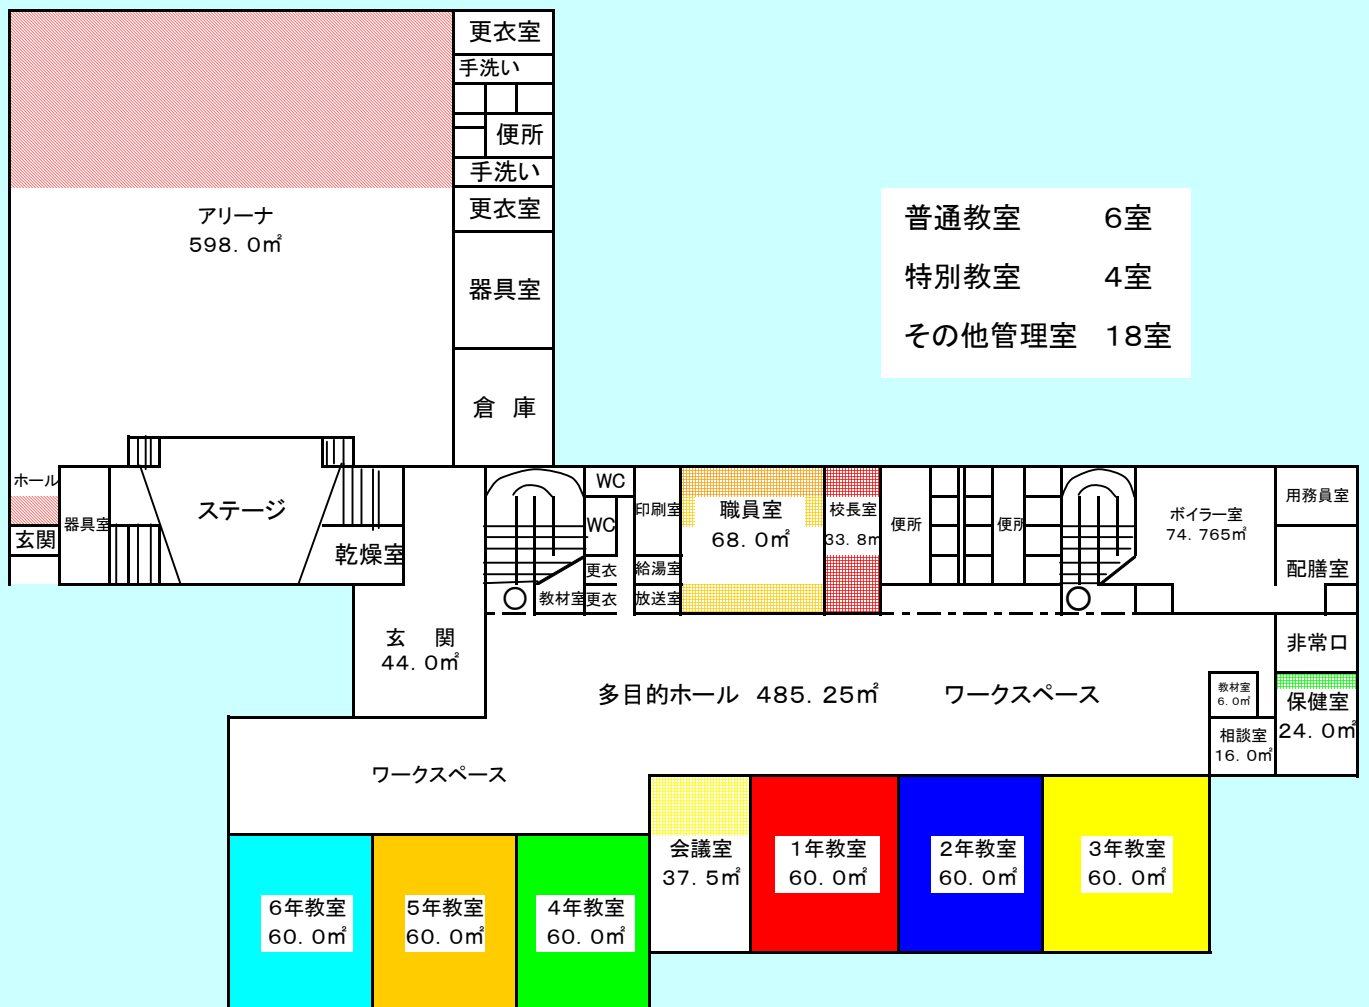 更衣室
手洗い
便所
手洗い
更衣室
アリーナ
598．0㎡
器具室
倉　庫
普通教室　6室
特別教室　4室
その他管理室　18室
ホール
玄関
器具室
ステージ
乾燥室
WC
WC
更衣
教材室
更衣
印刷室
給湯室
放送室
職員室
68．0㎡
校長室
33．8㎡
便所
便所
ボイラー室
74．765㎡
用務員室
配膳室
玄　関
44．0㎡
多目的ホール　485．25㎡
ワークスペース
非常口
教材室
6．0㎡
保健室
24．0㎡
相談室
16．0㎡
ワークスペース
会議室
37．5㎡
1年教室
60．0㎡
2年教室
60．0㎡
3年教室
60．0㎡
6年教室
60．0㎡
5年教室
60．0㎡
4年教室
60．0㎡